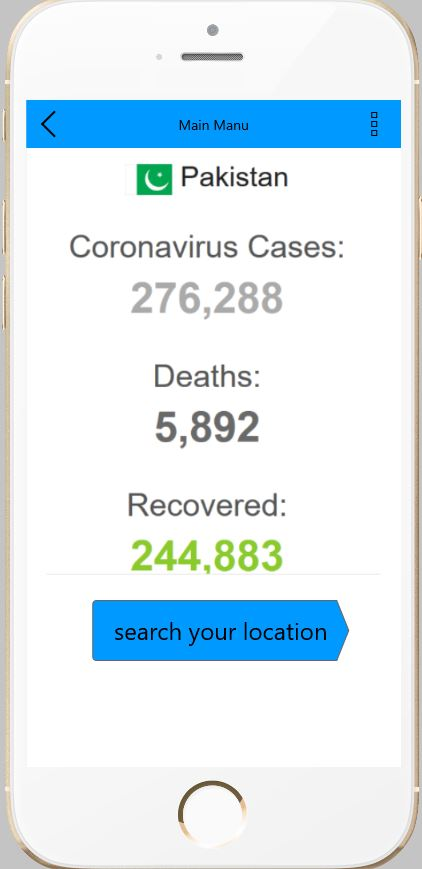 Main Manu
Pakistan
Coronavirus Cases:
276,288
Deaths:
5,892
Recovered:
244,883
search your location